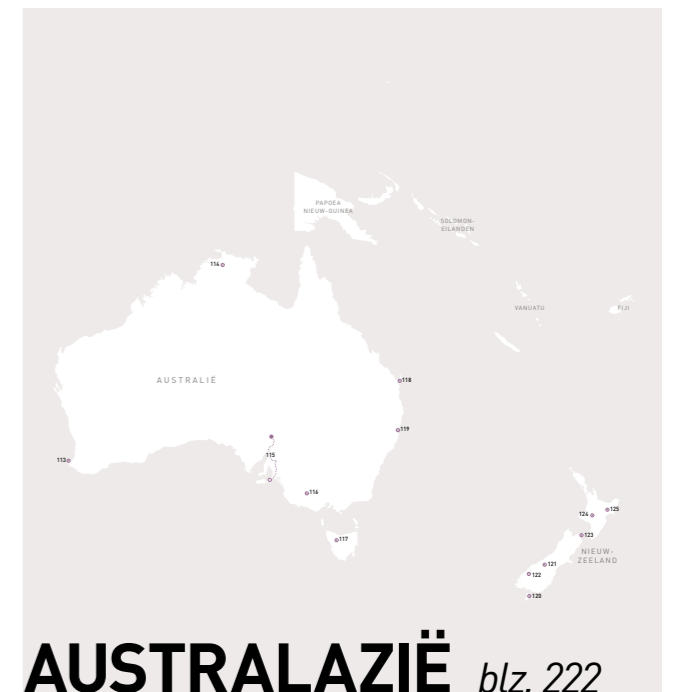 PAPOEA
NIEUW-GUINEA
SOLOMON-
EILANDEN
114
VANUATU
FIJI
AUSTRALIË
118
119
113
115
116
117
125
124
123
NIEUW-
ZEELAND
121
122
120
AUSTRALAZIË blz. 222